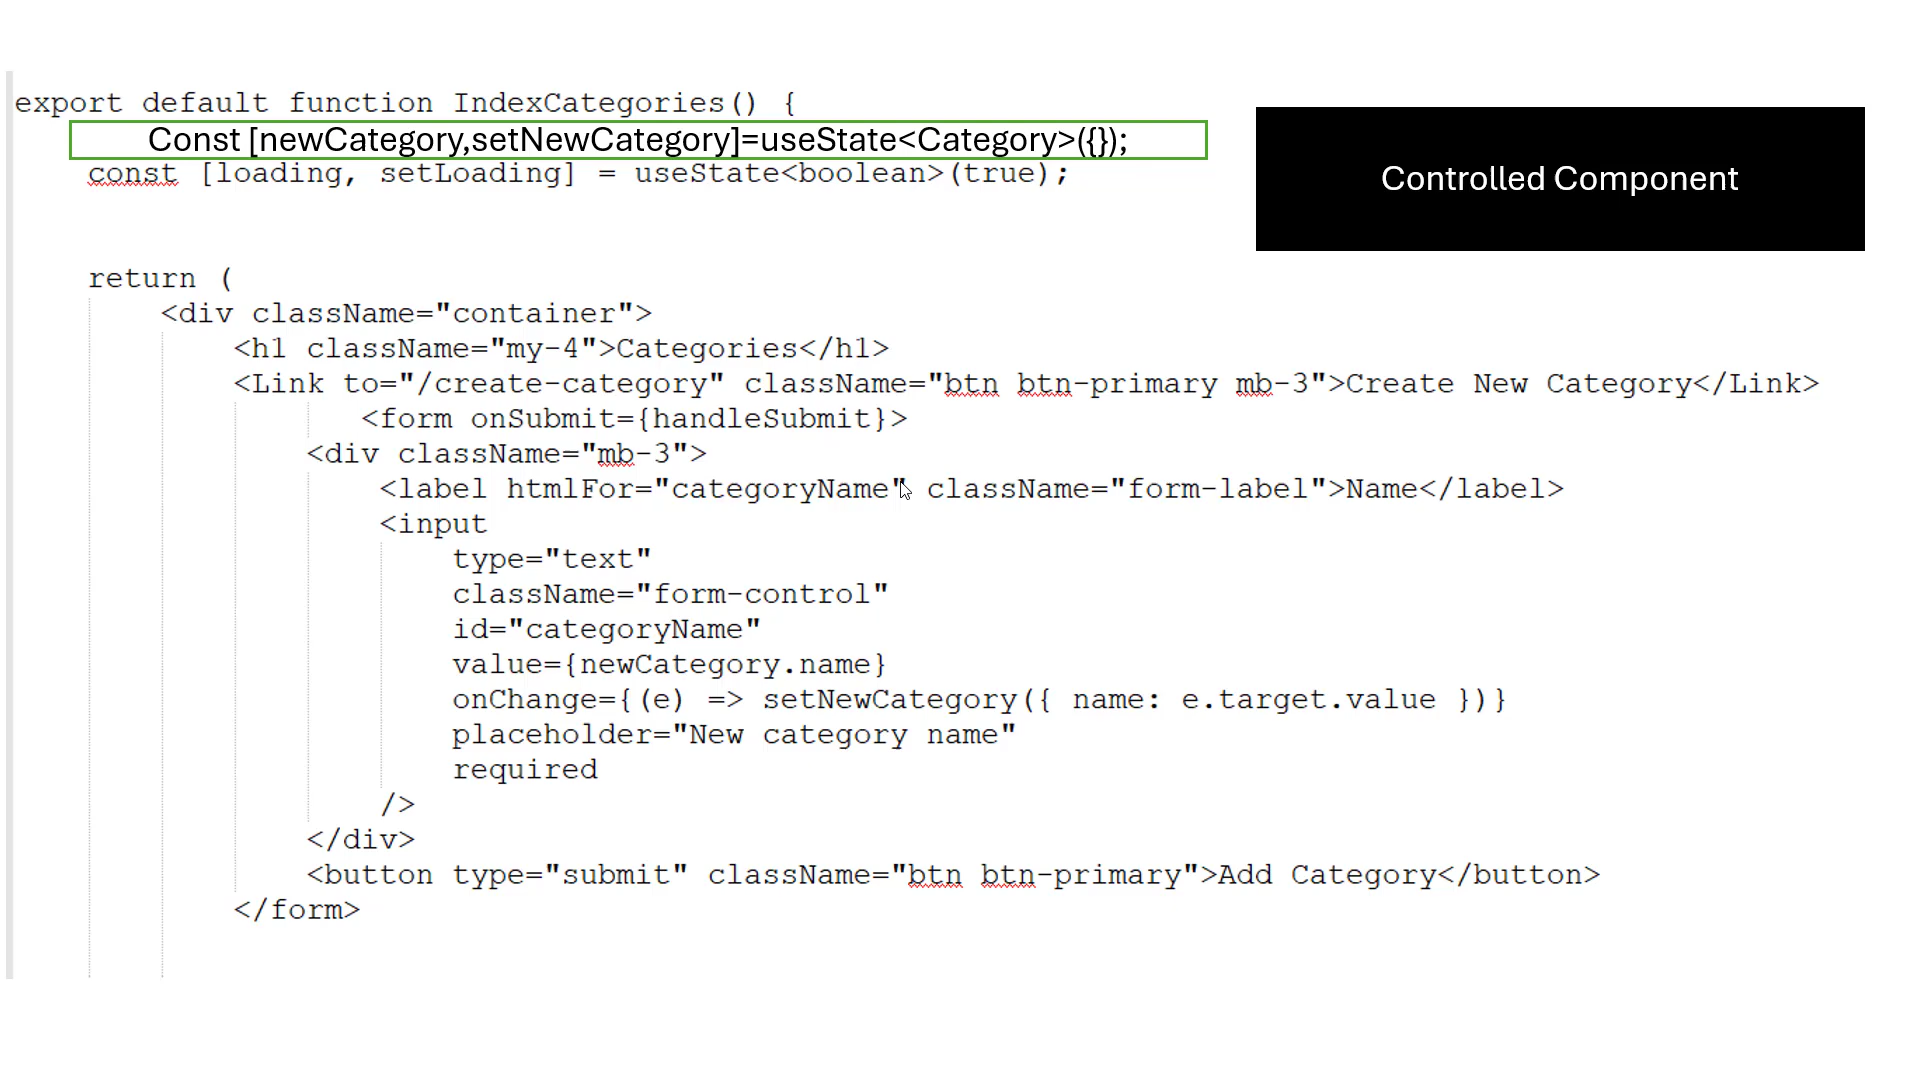 export default function IndexCategories() {
Const [newCategory,setNewCategory]=useState<Category>({});
const [loading, setLoading] = useState<boolean>(true);
Controlled Component
return (
<div className="container">
<h1 className="my-4">Categories</h1>
<Link to="/create-category" className="btn btn-primary mb-3">Create New Category</Link>
<form onSubmit={handleSubmit}>
<div className="mb-3">
<label htmlFor="categoryName" className="form-label">Name</label>
<input
type="text"
className="form-control"
id="categoryName"
value={newCategory.name}
onChange={(e) => setNewCategory({ name: e.target.value })}
placeholder="New category name"
required
/>
</div>
<button type="submit" className="btn btn-primary">Add Category</button>
</form>